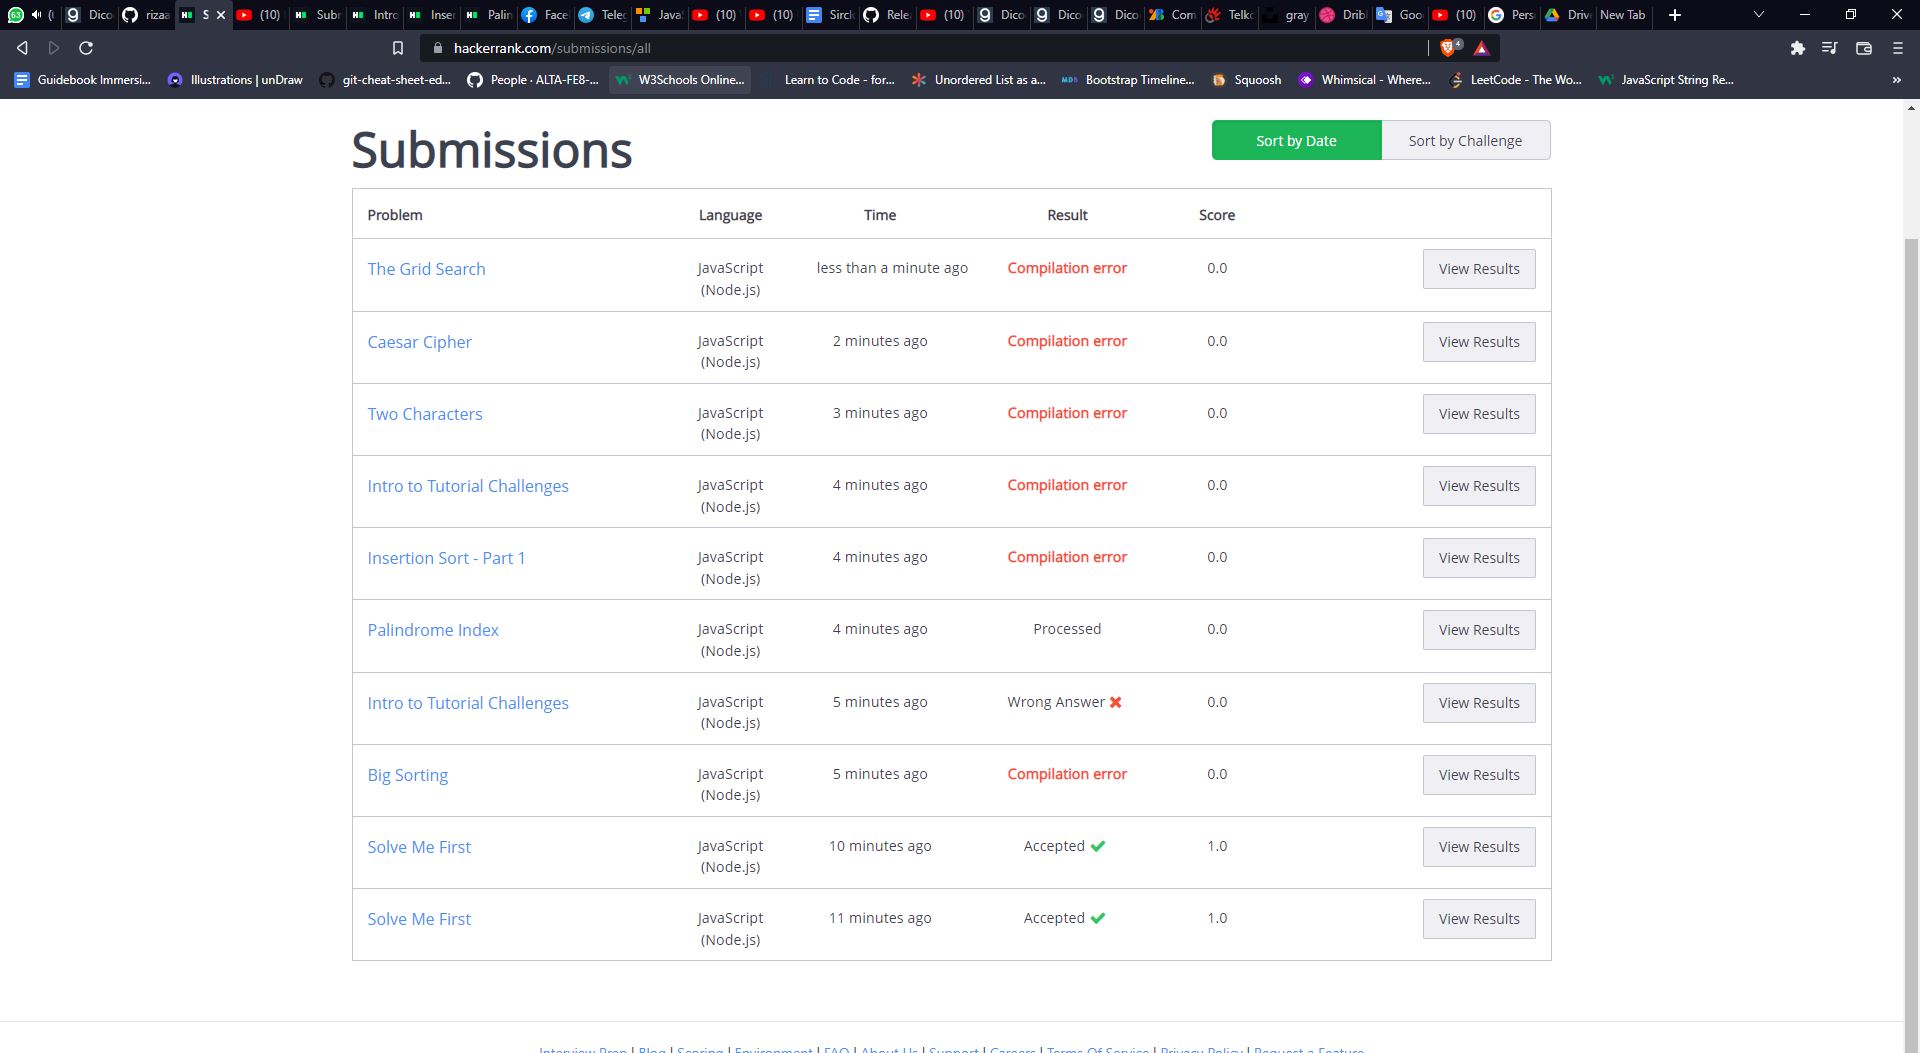 63 Dico rizaa S (10) Subm Intro Inser Palin Face Teleg Java (10) (10) Sircle Relea (10) Dico Dico Dico Com Telko gray Dribl Goo (10) Perso Drive New Tab
hackerrank.com/submissions/all 4
Guidebook Immersi... Illustrations | unDraw git-cheat-sheet-ed... People · ALTA-FE8-... W3Schools Online... Learn to Code - for... Unordered List as a... MDB Bootstrap Timeline... Squoosh Whimsical - Where... LeetCode - The Wo... JavaScript String Re... »
Submissions
Sort by Date Sort by Challenge
Problem Language Time Result Score
The Grid Search JavaScript less than a minute ago Compilation error 0.0 View Results
(Node.js)
Caesar Cipher JavaScript 2 minutes ago Compilation error 0.0 View Results
(Node.js)
Two Characters JavaScript 3 minutes ago Compilation error 0.0 View Results
(Node.js)
Intro to Tutorial Challenges JavaScript 4 minutes ago Compilation error 0.0 View Results
(Node.js)
Insertion Sort - Part 1 JavaScript 4 minutes ago Compilation error 0.0 View Results
(Node.js)
Palindrome Index JavaScript 4 minutes ago Processed 0.0 View Results
(Node.js)
Intro to Tutorial Challenges JavaScript 5 minutes ago Wrong Answer 0.0 View Results
(Node.js)
Big Sorting JavaScript 5 minutes ago Compilation error 0.0 View Results
(Node.js)
Solve Me First JavaScript 10 minutes ago Accepted 1.0 View Results
(Node.js)
Solve Me First JavaScript 11 minutes ago Accepted 1.0 View Results
(Node.js)
Interview Prep | Blog | Scoring | Environment | FAQ | About Us | Support | Careers | Terms Of Service | Privacy Policy | Request a Feature